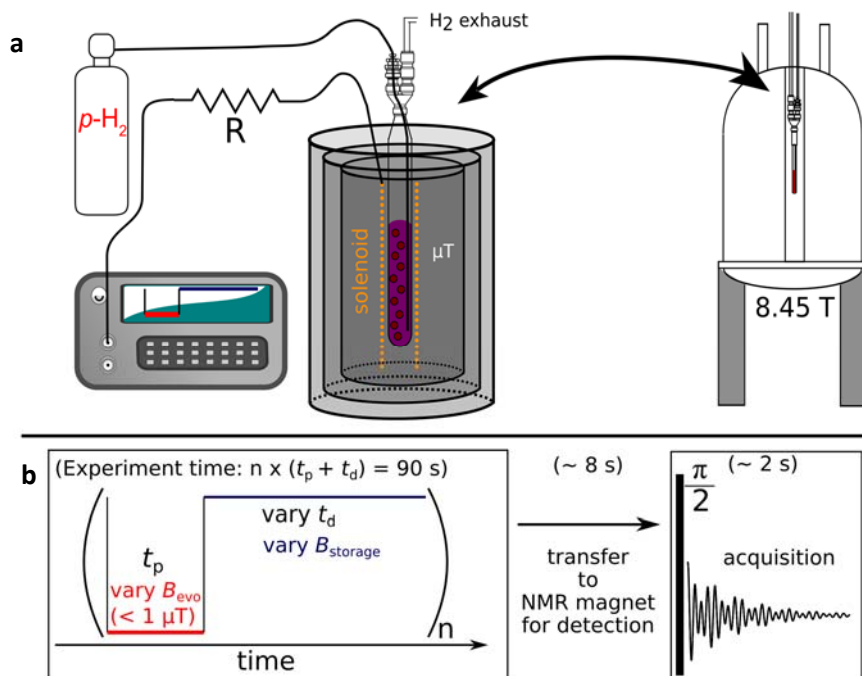 a
H2 exhaust
p-H2
R
solenoid
μT
8.45 T
b
(Experiment time: n x (tp + td) = 90 s)
tp
vary Bevo
(< 1 μT)
vary td
vary Bstorage
n
time
(~ 8 s)
transfer
to
NMR magnet
for detection
π
2
(~ 2 s)
acquisition